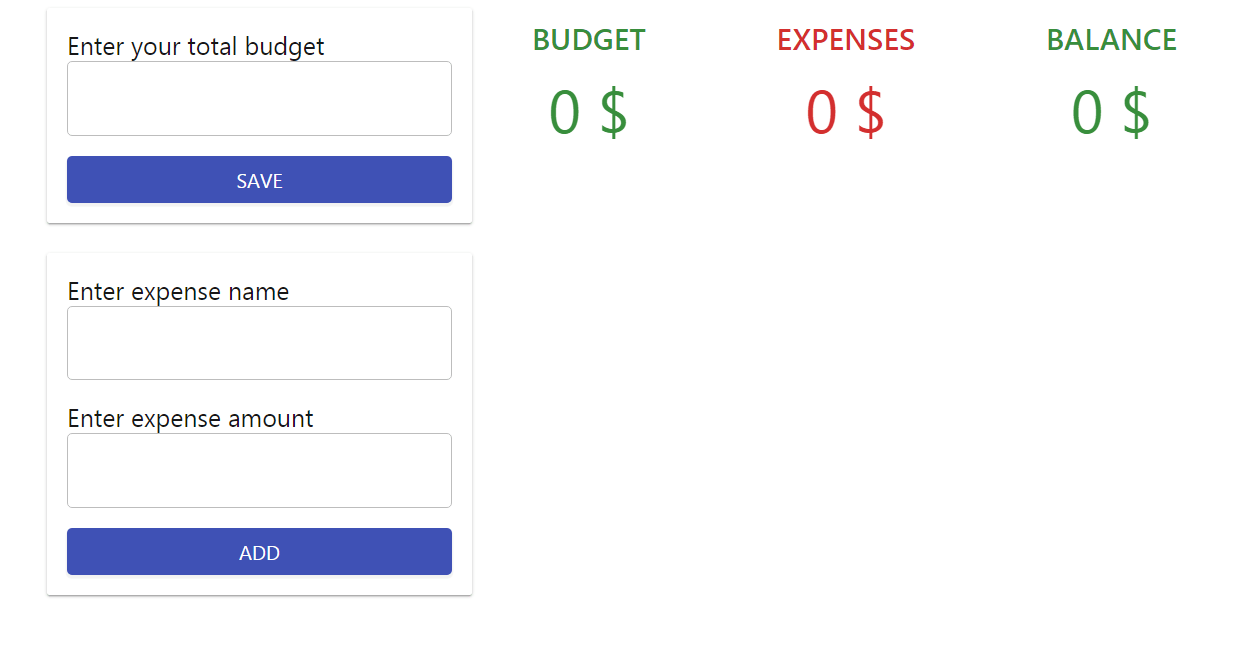 Enter your total budget
SAVE
Enter expense name
Enter expense amount
ADD
BUDGET
0 $
EXPENSES
0 $
BALANCE
0 $